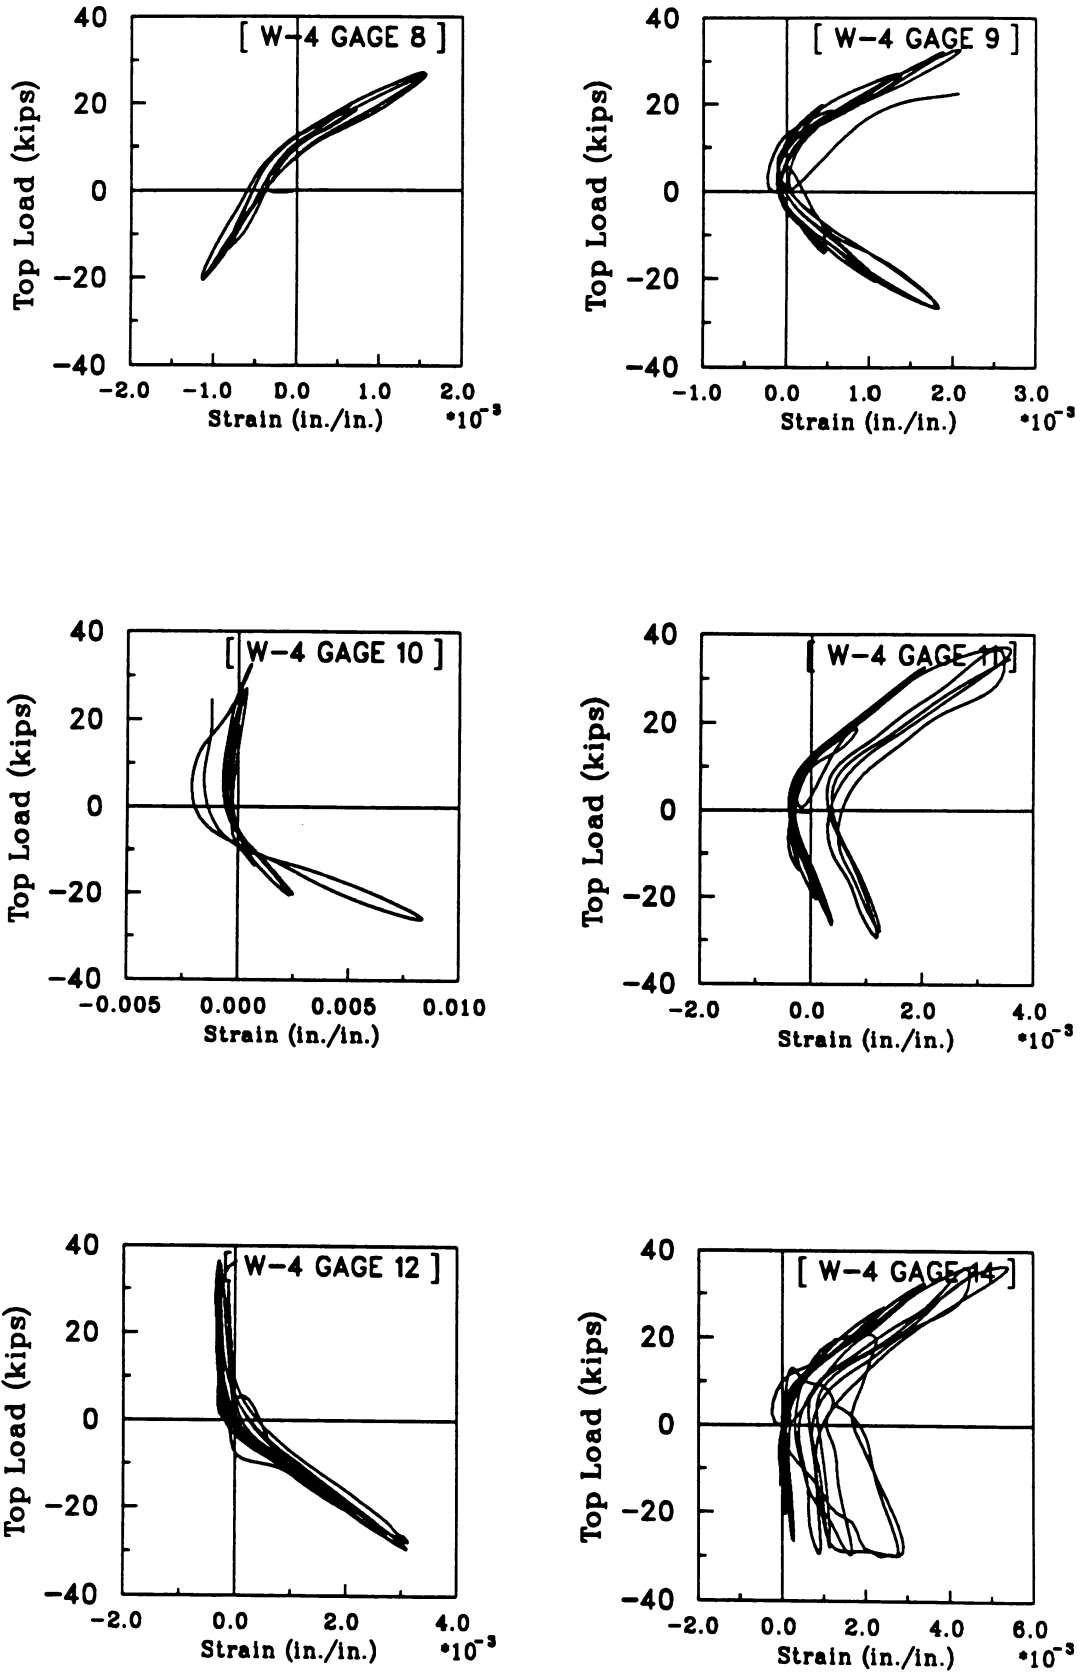 [ W-4 GAGE 8 ]
Top Load (kips)
40
20
0
-20
-40
-2.0 -1.0 0.0 1.0 2.0
Strain (in./in.) *10⁻³
[ W-4 GAGE 9 ]
Top Load (kips)
40
20
0
-20
-40
-1.0 0.0 1.0 2.0 3.0
Strain (in./in.) *10⁻³
[ W-4 GAGE 10 ]
Top Load (kips)
40
20
0
-20
-40
-0.005 0.000 0.005 0.010
Strain (in./in.)
[ W-4 GAGE 11 ]
Top Load (kips)
40
20
0
-20
-40
-2.0 0.0 2.0 4.0
Strain (in./in.) *10⁻³
[ W-4 GAGE 12 ]
Top Load (kips)
40
20
0
-20
-40
-2.0 0.0 2.0 4.0
Strain (in./in.) *10⁻³
[ W-4 GAGE 14 ]
Top Load (kips)
40
20
0
-20
-40
-2.0 0.0 2.0 4.0 6.0
Strain (in./in.) *10⁻³